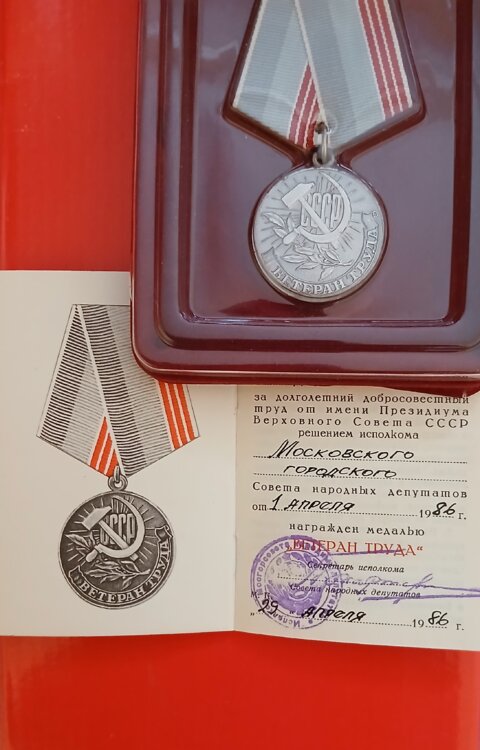 СССР
ВЕТЕРАН ТРУДА
СССР
ВЕТЕРАН ТРУДА
за долголетний добросовестный
труд от имени Президиума
Верховного Совета СССР
решением исполкома
Московского
городского
Совета народных депутатов
от 1 апреля 1986 г.
награжден медалью
„ВЕТЕРАН ТРУДА“
Секретарь исполкома
Совета народных депутатов
апреля 1986 г.